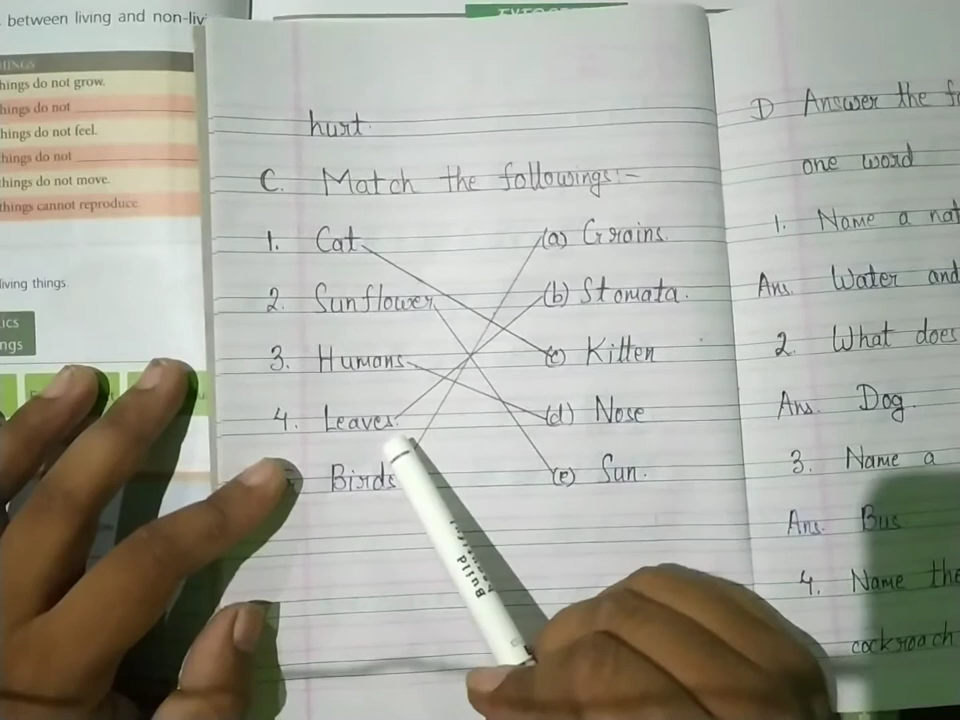 between living and non-liv
THINGS
things do not grow.
things do not
things do not feel.
things do not
things do not move.
things cannot reproduce.
living things.
hurt.
C. Match the followings:-
1. Cat (a) Grains.
2. Sunflower (b) Stomata.
3. Humans (c) Kitten
4. Leaves. (d) Nose
Birds (e) Sun.
Build
D Answer the fo
one word
1. Name a nat
Ans. Water and
2. What does
Ans. Dog.
3. Name a
Ans. Bus
4. Name the
cockroach